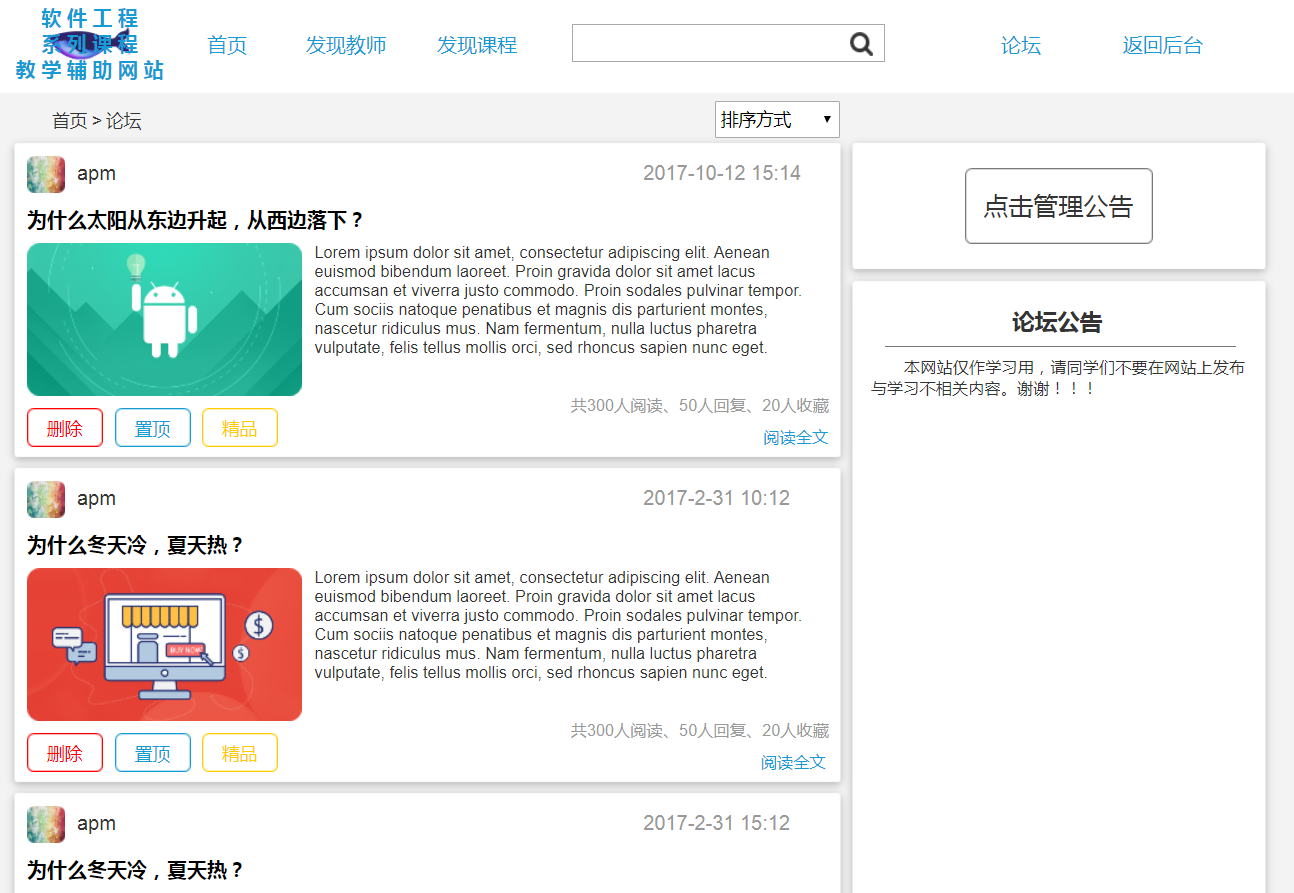 软件工程
系列课程
教学辅助网站
首页
发现教师
发现课程
论坛
返回后台
首页 > 论坛
排序方式
apm
2017-10-12 15:14
为什么太阳从东边升起，从西边落下？
Lorem ipsum dolor sit amet, consectetur adipiscing elit. Aenean
euismod bibendum laoreet. Proin gravida dolor sit amet lacus
accumsan et viverra justo commodo. Proin sodales pulvinar tempor.
Cum sociis natoque penatibus et magnis dis parturient montes,
nascetur ridiculus mus. Nam fermentum, nulla luctus pharetra
vulputate, felis tellus mollis orci, sed rhoncus sapien nunc eget.
共300人阅读、50人回复、20人收藏
删除
置顶
精品
阅读全文
apm
2017-2-31 10:12
为什么冬天冷，夏天热？
BUY NOW
Lorem ipsum dolor sit amet, consectetur adipiscing elit. Aenean
euismod bibendum laoreet. Proin gravida dolor sit amet lacus
accumsan et viverra justo commodo. Proin sodales pulvinar tempor.
Cum sociis natoque penatibus et magnis dis parturient montes,
nascetur ridiculus mus. Nam fermentum, nulla luctus pharetra
vulputate, felis tellus mollis orci, sed rhoncus sapien nunc eget.
共300人阅读、50人回复、20人收藏
删除
置顶
精品
阅读全文
apm
2017-2-31 15:12
为什么冬天冷，夏天热？
点击管理公告
论坛公告
本网站仅作学习用，请同学们不要在网站上发布
与学习不相关内容。谢谢！！！